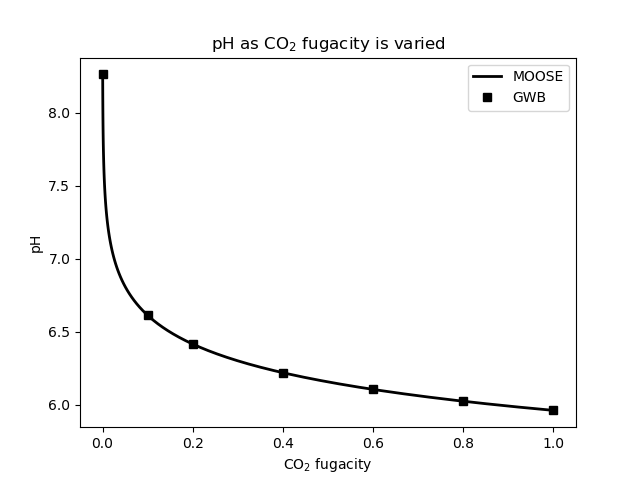 pH as CO₂ fugacity is varied
MOOSE
GWB
8.0
7.5
7.0
6.5
6.0
pH
0.0 0.2 0.4 0.6 0.8 1.0
CO₂ fugacity